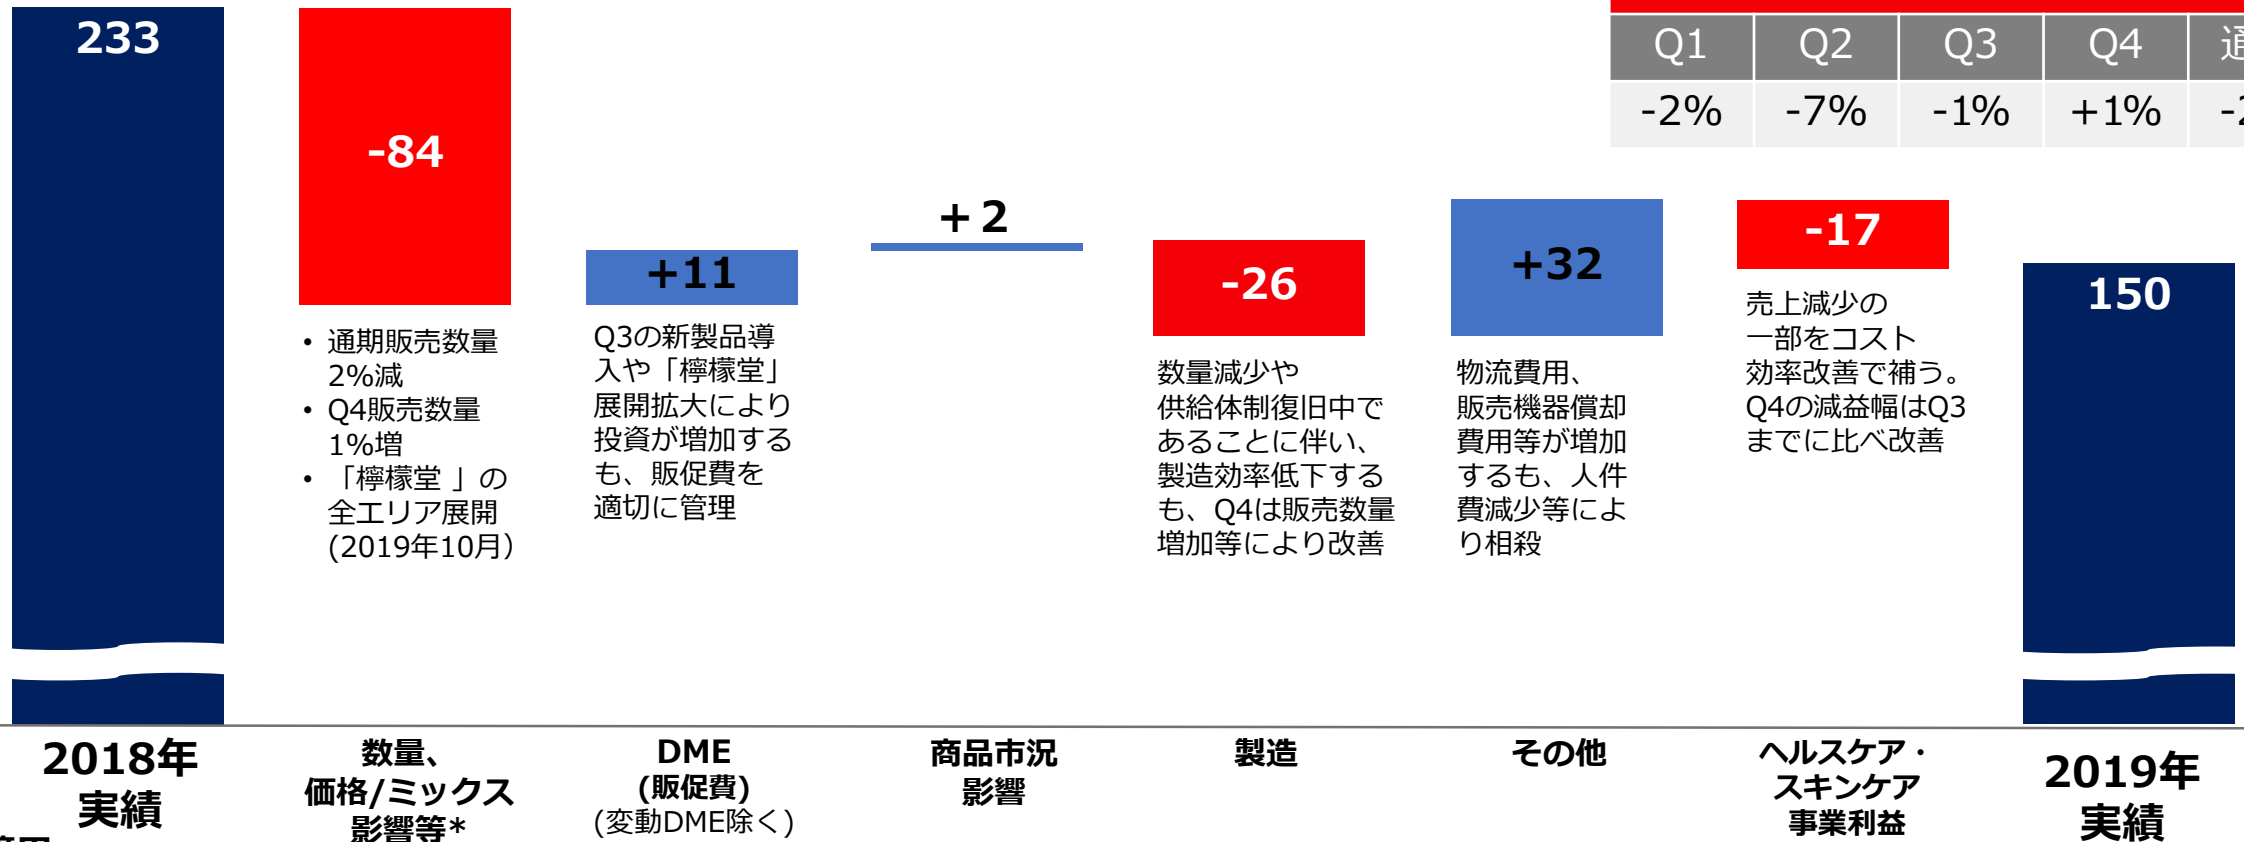 233
-84
+11
+2
-26
+32
-17
150
Q1 Q2 Q3 Q4
-2% -7% -1% +1%
• 通期販売数量
2%減
• Q4販売数量
1%増
• 「檸檬堂 」の
全エリア展開
(2019年10月)
Q3の新製品導
入や「檸檬堂」
展開拡大により
投資が増加する
も、販促費を
適切に管理
数量減少や
供給体制復旧中で
あることに伴い、
製造効率低下する
も、Q4は販売数量
増加等により改善
物流費用、
販売機器償却
費用等が増加
するも、人件
費減少等によ
り相殺
売上減少の
一部をコスト
効率改善で補う。
Q4の減益幅はQ3
までに比べ改善
2018年
実績
数量、
価格/ミックス
影響等*
DME
(販促費)
(変動DME除く)
商品市況
影響
製造
その他
ヘルスケア・
スキンケア
事業利益
2019年
実績